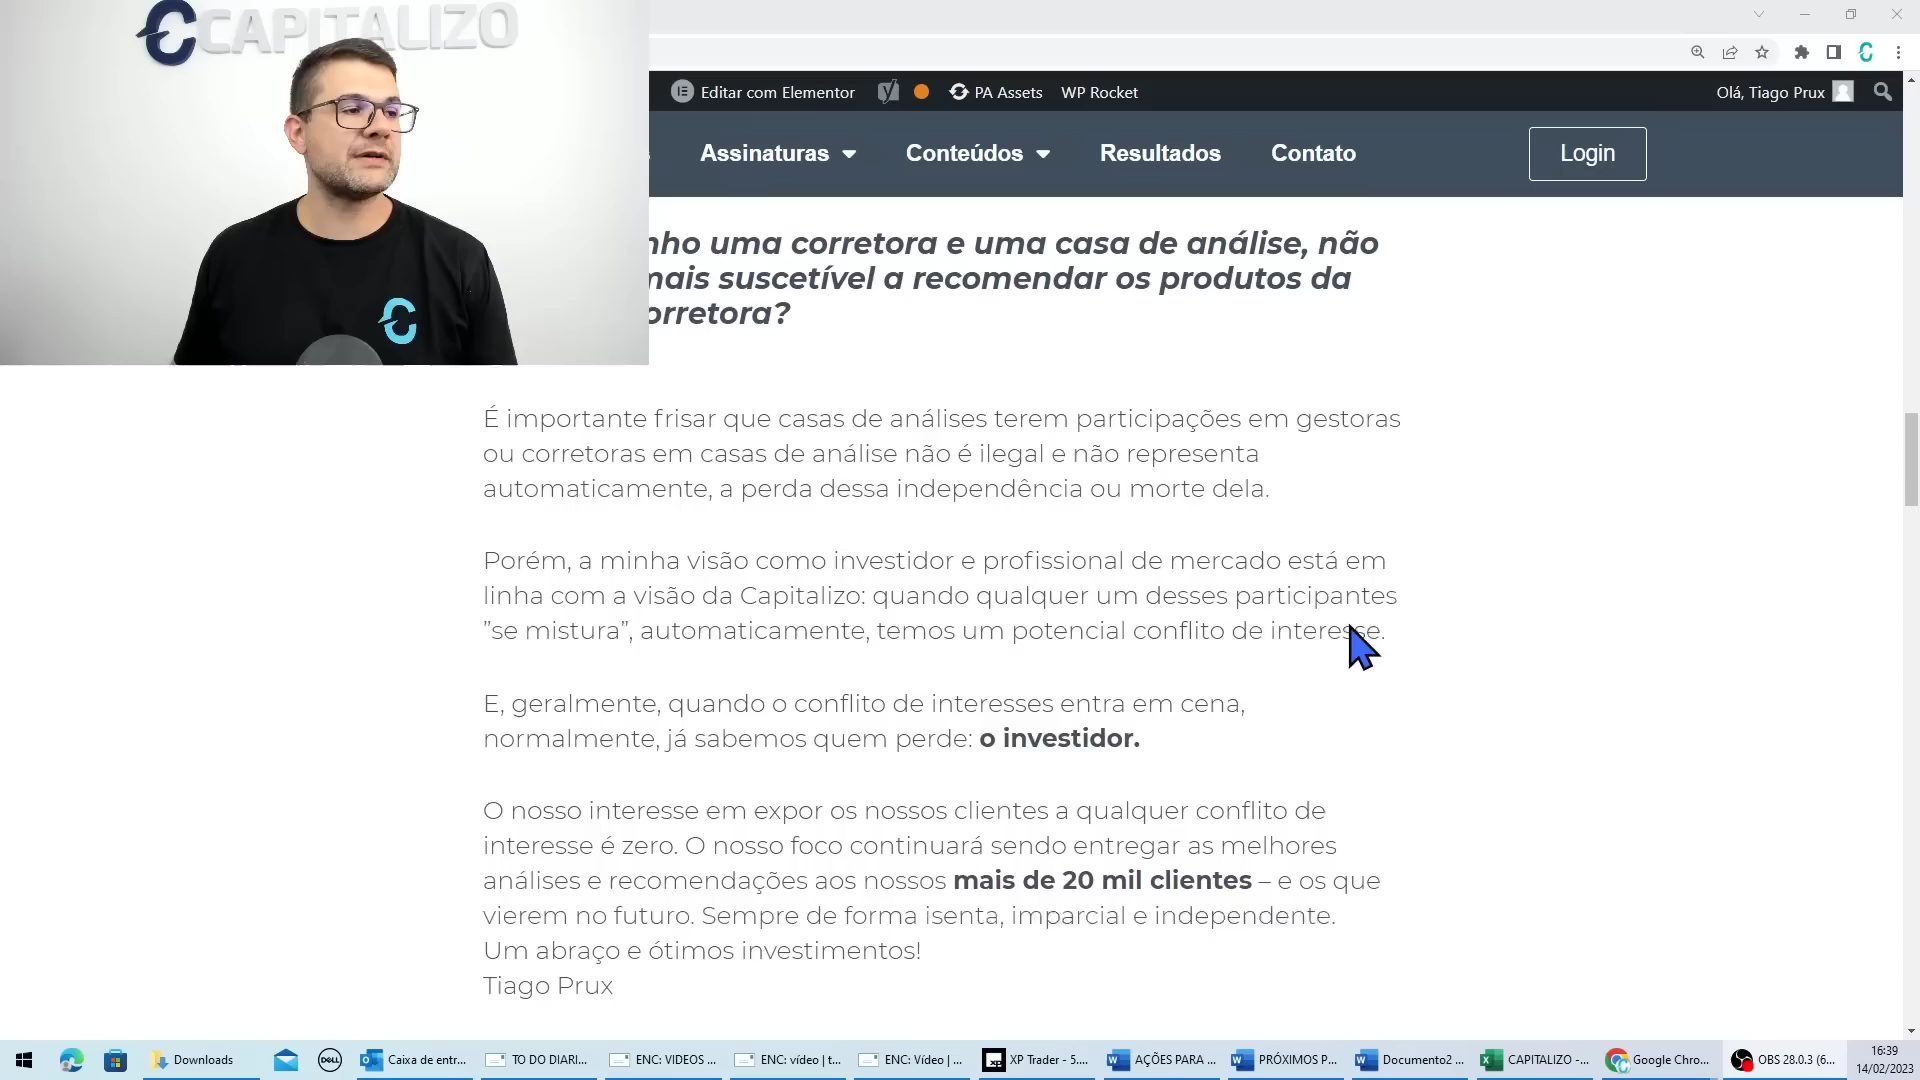 CAPITALIZO
Editar com Elementor
PA Assets
WP Rocket
Olá, Tiago Prux
Assinaturas
Conteúdos
Resultados
Contato
Login
nho uma corretora e uma casa de análise, não
mais suscetível a recomendar os produtos da
orretora?
É importante frisar que casas de análises terem participações em gestoras
ou corretoras em casas de análise não é ilegal e não representa
automaticamente, a perda dessa independência ou morte dela.
Porém, a minha visão como investidor e profissional de mercado está em
linha com a visão da Capitalizo: quando qualquer um desses participantes
”se mistura”, automaticamente, temos um potencial conflito de interesse.
E, geralmente, quando o conflito de interesses entra em cena,
normalmente, já sabemos quem perde: o investidor.
O nosso interesse em expor os nossos clientes a qualquer conflito de
interesse é zero. O nosso foco continuará sendo entregar as melhores
análises e recomendações aos nossos mais de 20 mil clientes – e os que
vierem no futuro. Sempre de forma isenta, imparcial e independente.
Um abraço e ótimos investimentos!
Tiago Prux
Downloads
DELL
Caixa de entr...
TO DO DIARI...
ENC: VIDEOS ...
ENC: vídeo | t...
ENC: Vídeo | ...
XP Trader - 5....
AÇÕES PARA ...
PRÓXIMOS P...
Documento2 ...
CAPITALIZO -...
Google Chro...
OBS 28.0.3 (6...
16:39
14/02/2023